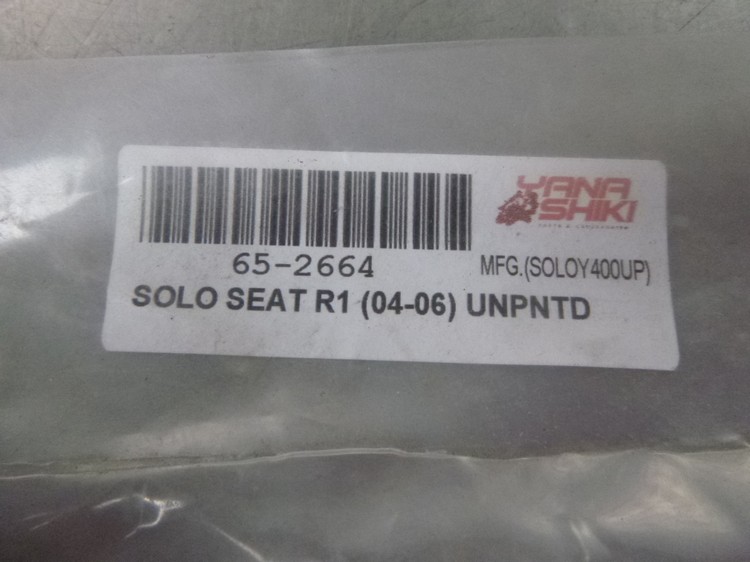 YANA
SHIKI
65-2664
MFG.(SOLOY400UP)
SOLO SEAT R1 (04-06) UNPNTD